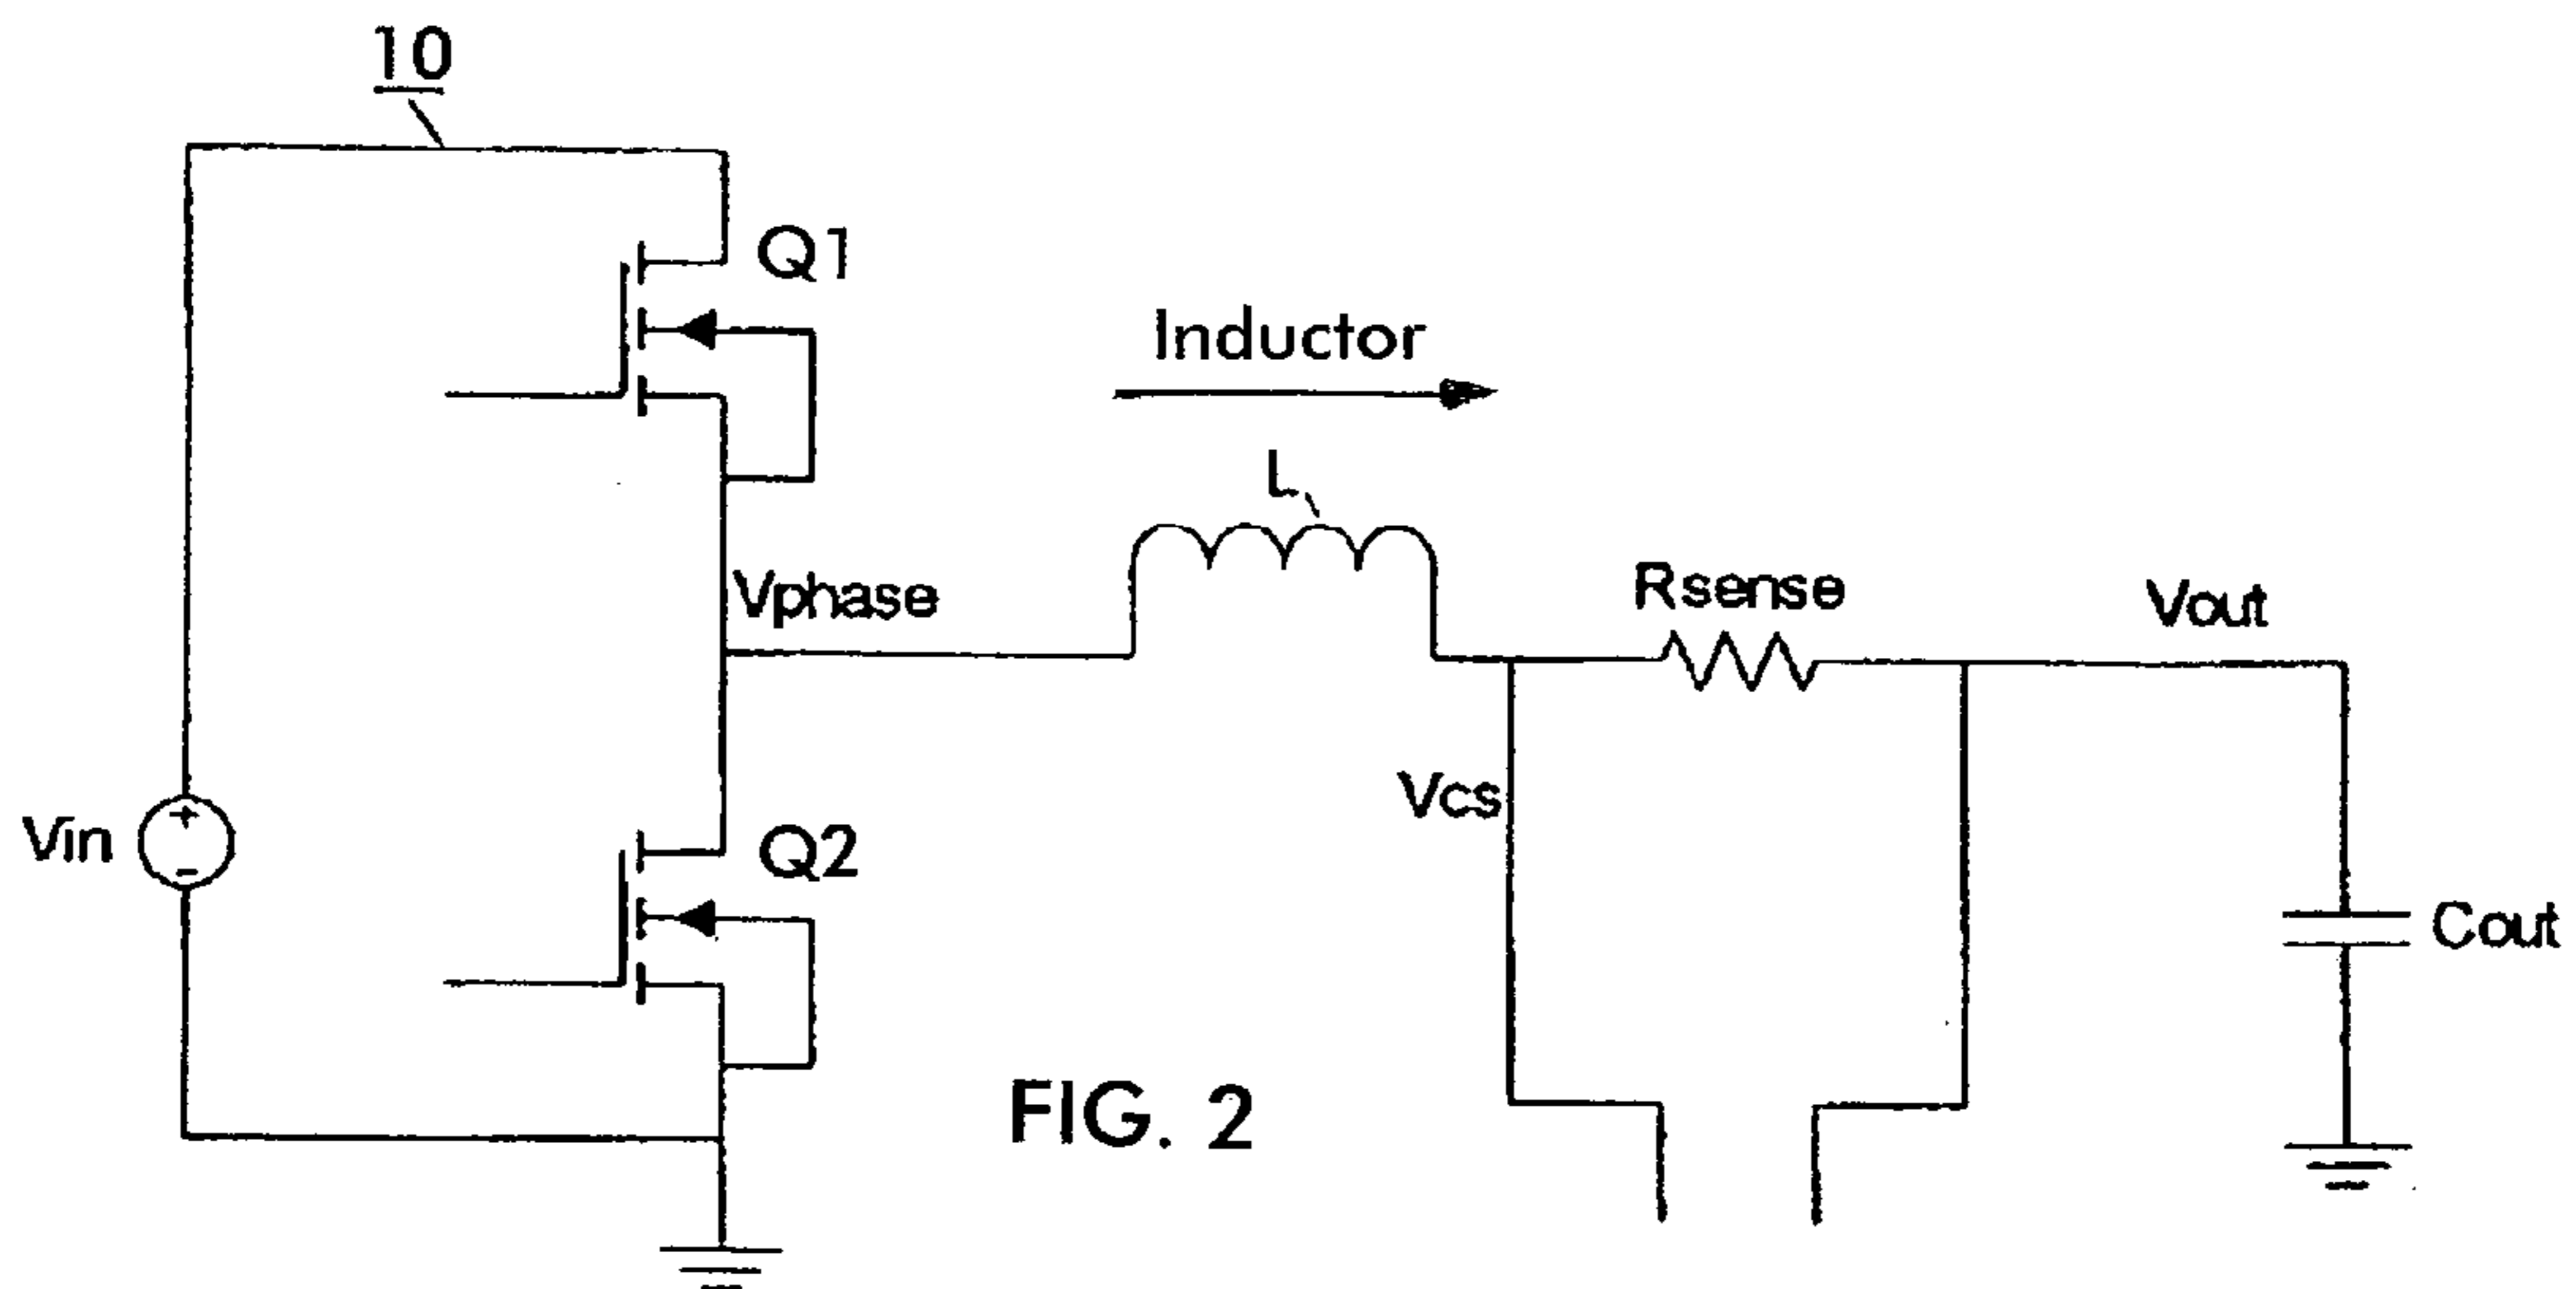 10
Q1
Inductor
L
Vphase
Rsense
Vout
Vcs
Vin
+
-
Q2
Cout
FIG. 2